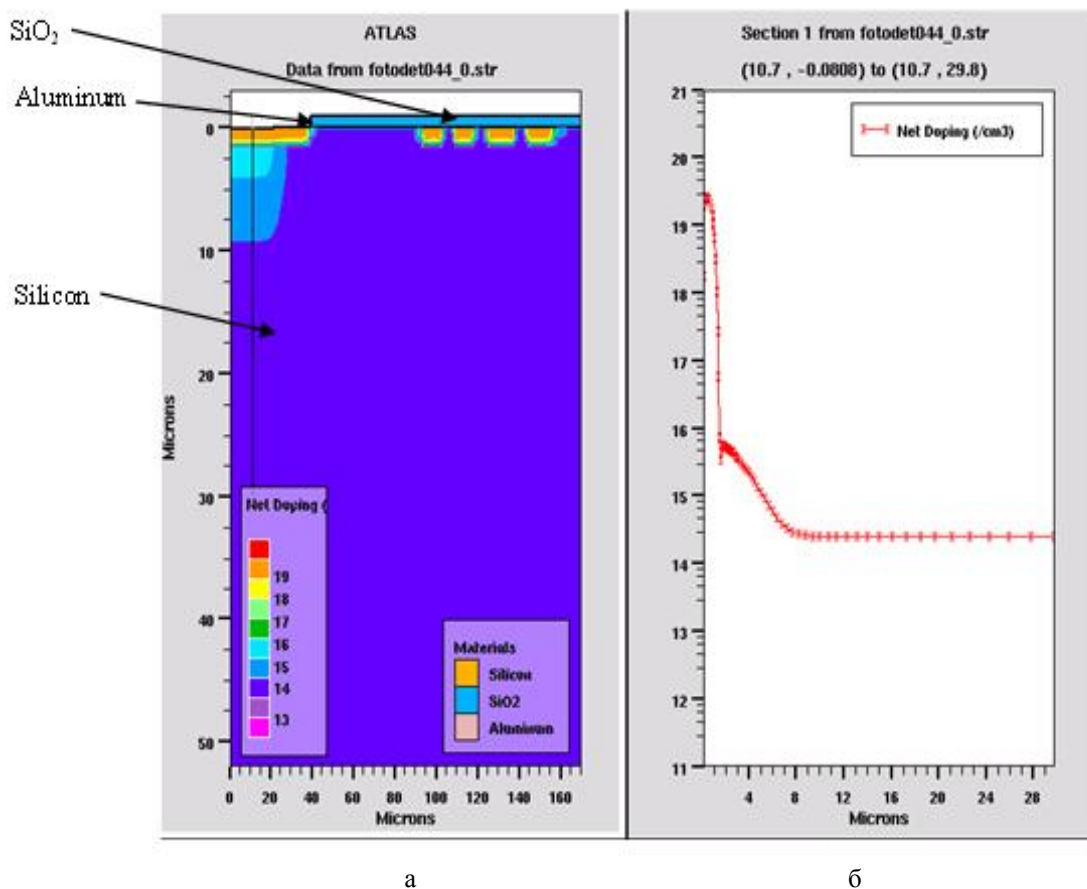 SiO₂
Aluminum
Silicon
ATLAS
Data from fotodet044_0.str
0
10
20
30
40
50
Microns
0 20 40 60 80 100 120 140 160
Microns
Net Doping (
19
18
17
16
15
14
13
Materials
Silicon
SiO2
Aluminum
Section 1 from fotodet044_0.str
(10.7 , -0.0808) to (10.7 , 29.8)
Net Doping (/cm3)
21
20
19
18
17
16
15
14
13
12
11
4 8 12 16 20 24 28
Microns
а
б